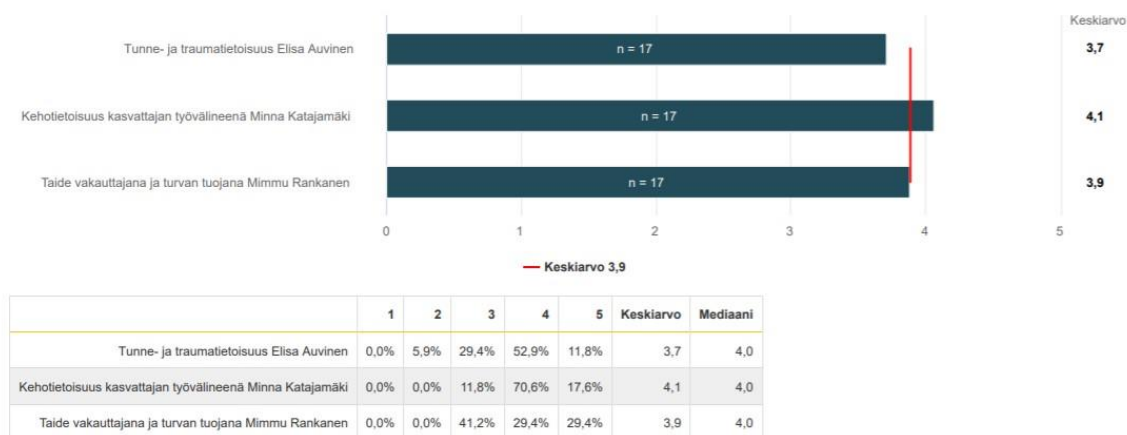 Keskiarvo
Tunne- ja traumatietoisuus Elisa Auvinen n = 17 3,7
Kehotietoisuus kasvattajan työvälineenä Minna Katajamäki n = 17 4,1
Taide vakauttajana ja turvan tuojana Mimmu Rankanen n = 17 3,9
0 1 2 3 4 5
Keskiarvo 3,9
1 2 3 4 5 Keskiarvo Mediaani
Tunne- ja traumatietoisuus Elisa Auvinen 0,0% 5,9% 29,4% 52,9% 11,8% 3,7 4,0
Kehotietoisuus kasvattajan työvälineenä Minna Katajamäki 0,0% 0,0% 11,8% 70,6% 17,6% 4,1 4,0
Taide vakauttajana ja turvan tuojana Mimmu Rankanen 0,0% 0,0% 41,2% 29,4% 29,4% 3,9 4,0